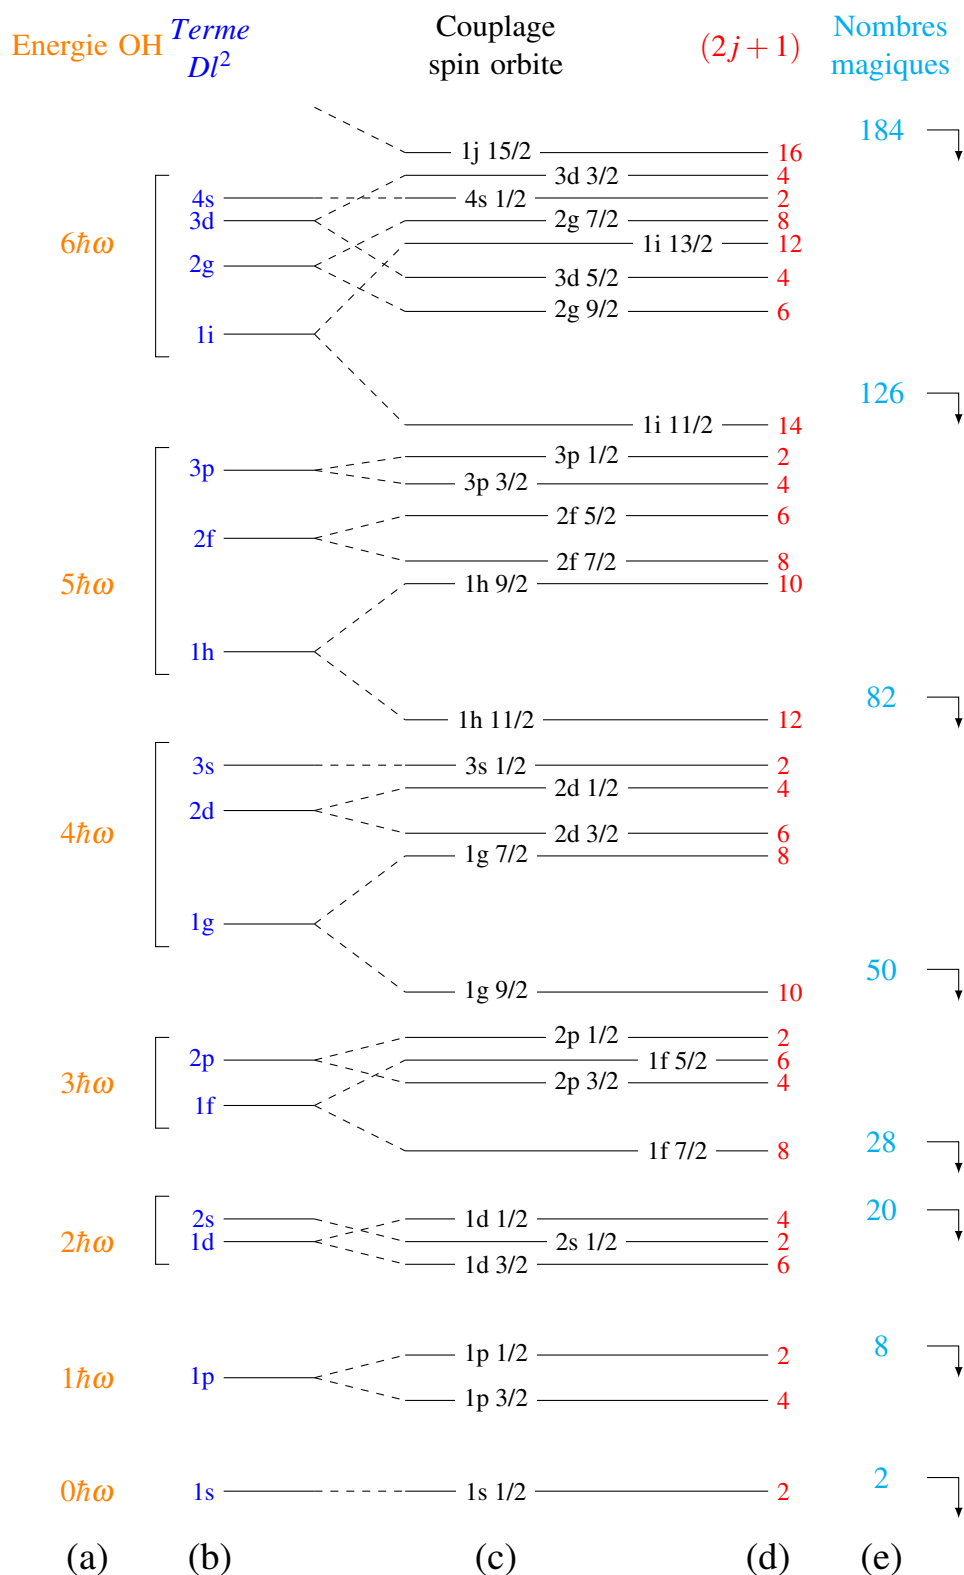 Energie OH Terme Couplage (2j + 1) Nombres
Dl² spin orbite magiques
184
1j 15/2 16
3d 3/2 4
4s 4s 1/2 2
3d 2g 7/2 8
6ℏω 1i 13/2 12
2g 3d 5/2 4
2g 9/2 6
1i
126
1i 11/2 14
3p 1/2 2
3p 3p 3/2 4
2f 5/2 6
2f 2f 7/2 8
5ℏω 1h 9/2 10
1h
82
1h 11/2 12
3s 3s 1/2 2
2d 1/2 4
2d
4ℏω 2d 3/2 6
1g 7/2 8
1g
50
1g 9/2 10
2p 1/2 2
2p 1f 5/2 6
3ℏω 2p 3/2 4
1f
28
1f 7/2 8
20
2s 1d 1/2 4
2ℏω 1d 2s 1/2 2
1d 3/2 6
8
1p 1/2 2
1ℏω 1p
1p 3/2 4
2
0ℏω 1s 1s 1/2 2
(a) (b) (c) (d) (e)